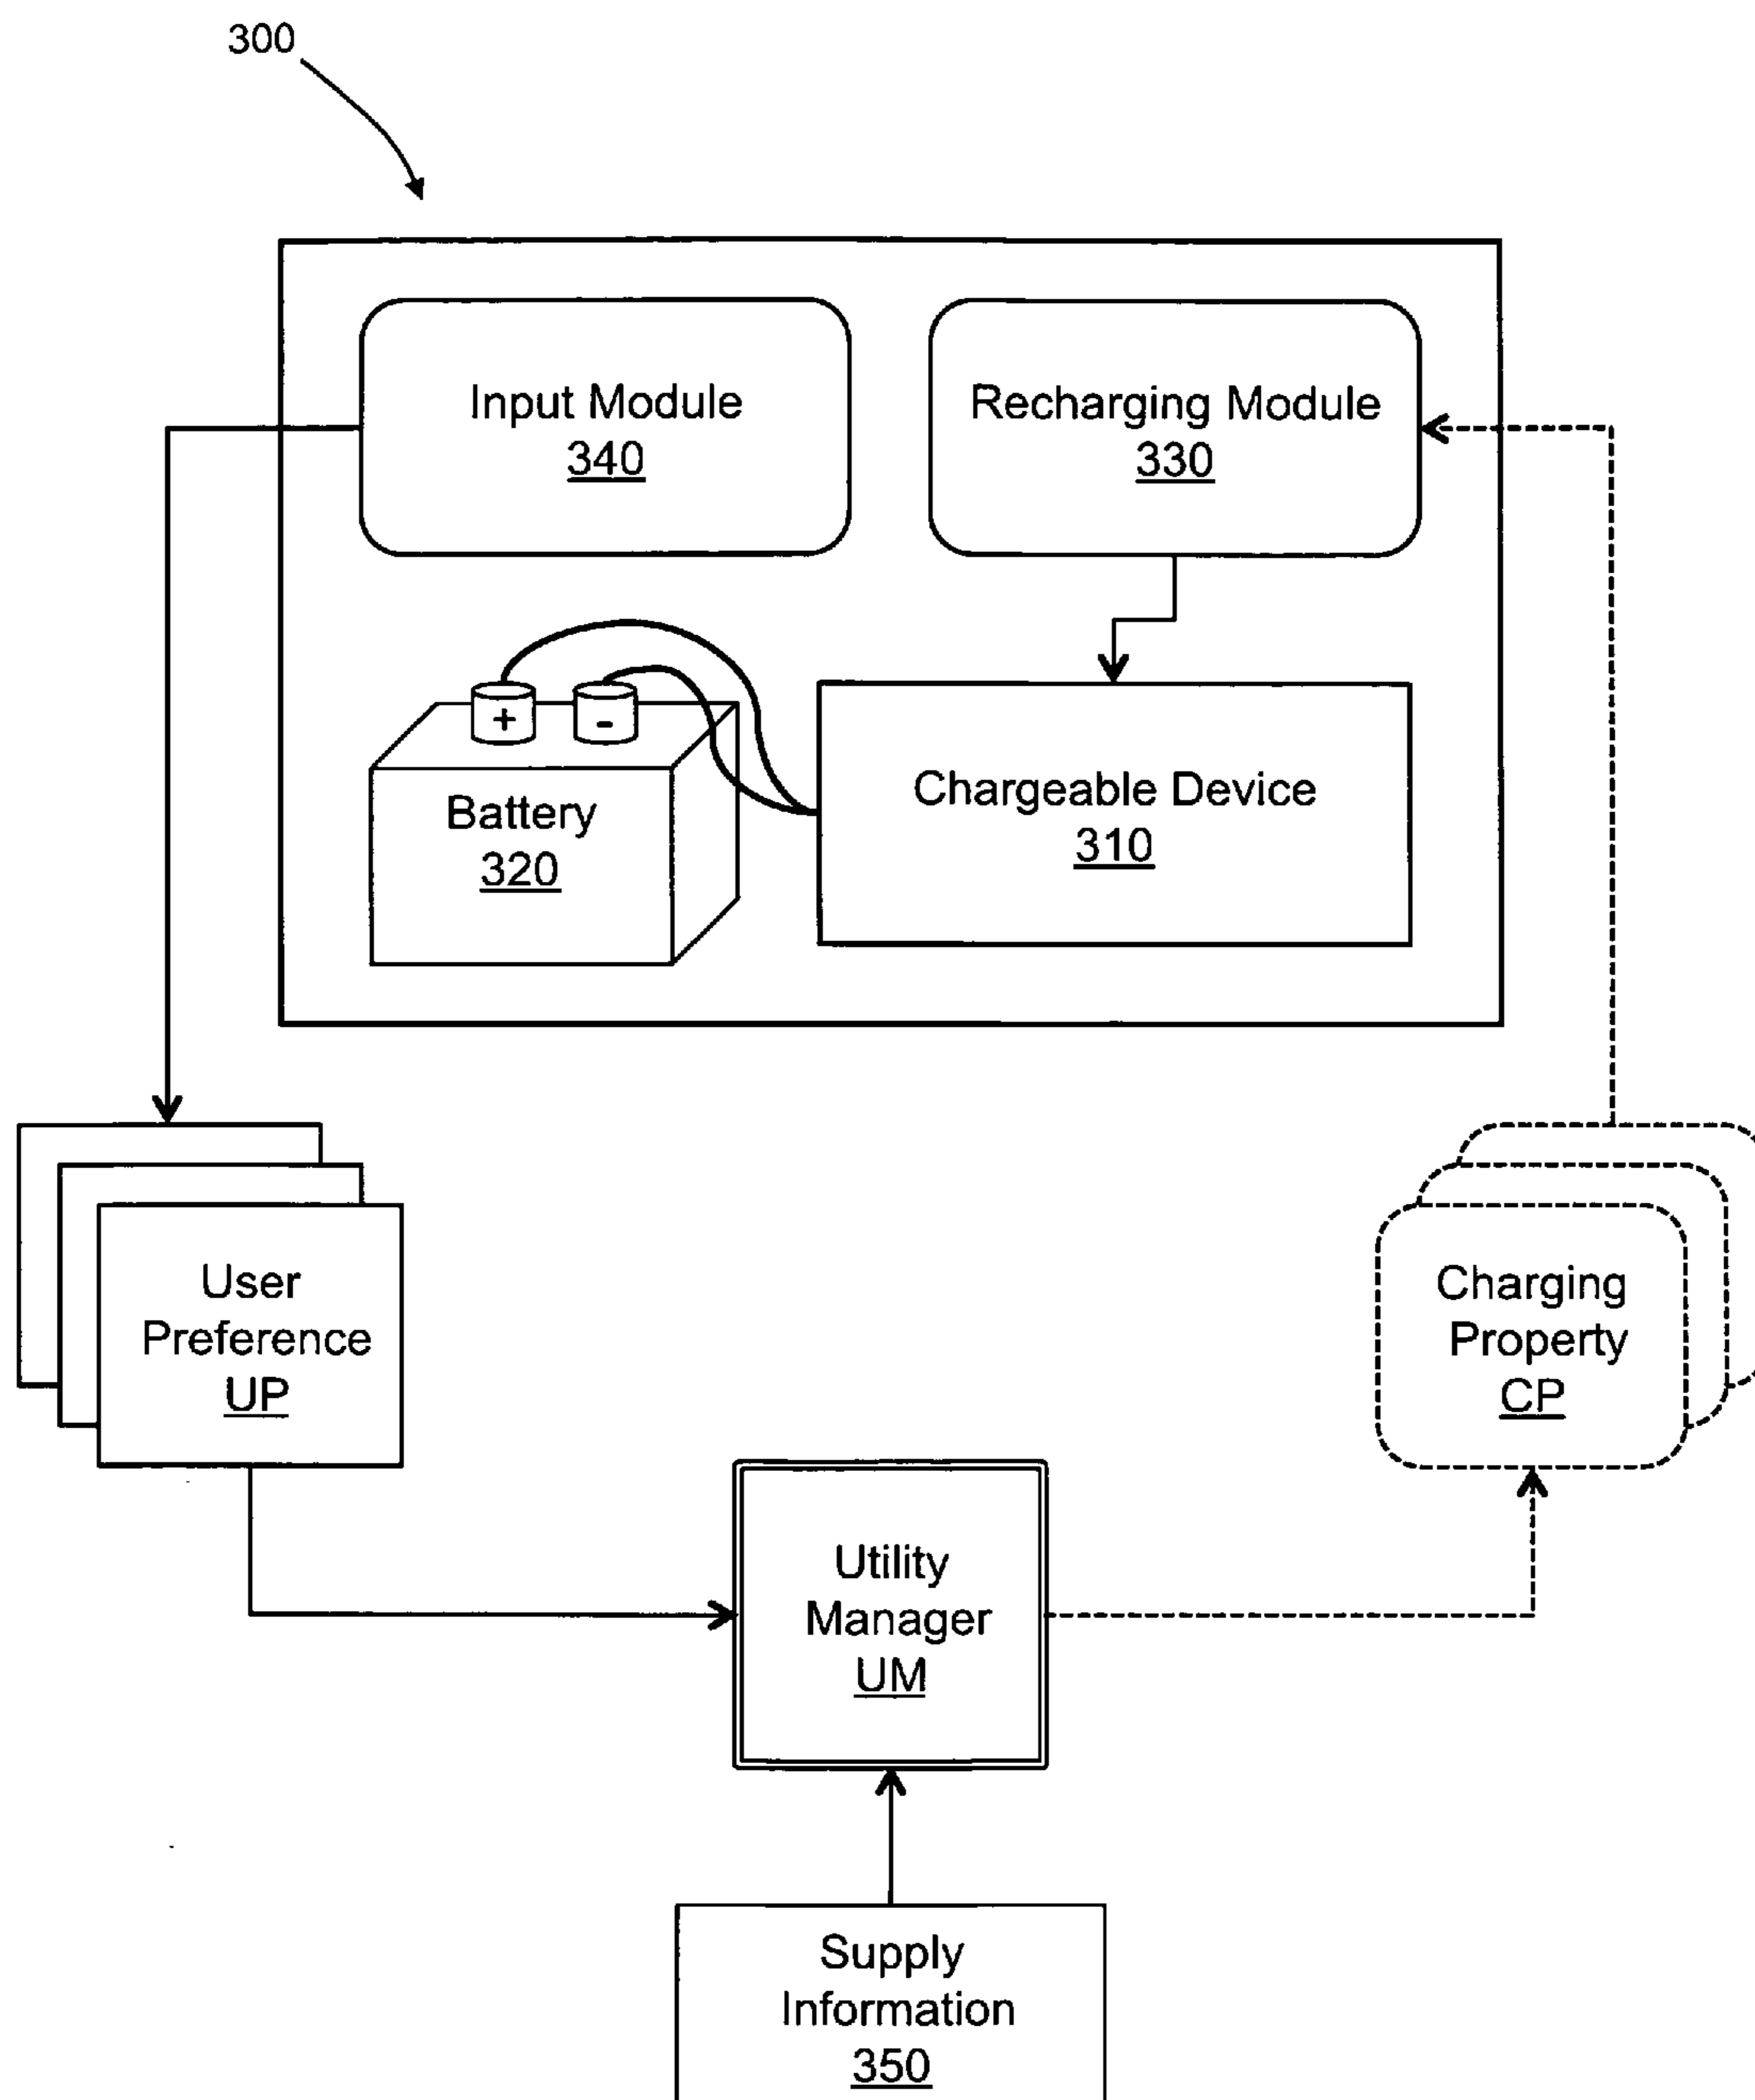 300
Input Module
340
Recharging Module
330
+
-
Battery
320
Chargeable Device
310
User
Preference
UP
Charging
Property
CP
Utility
Manager
UM
Supply
Information
350